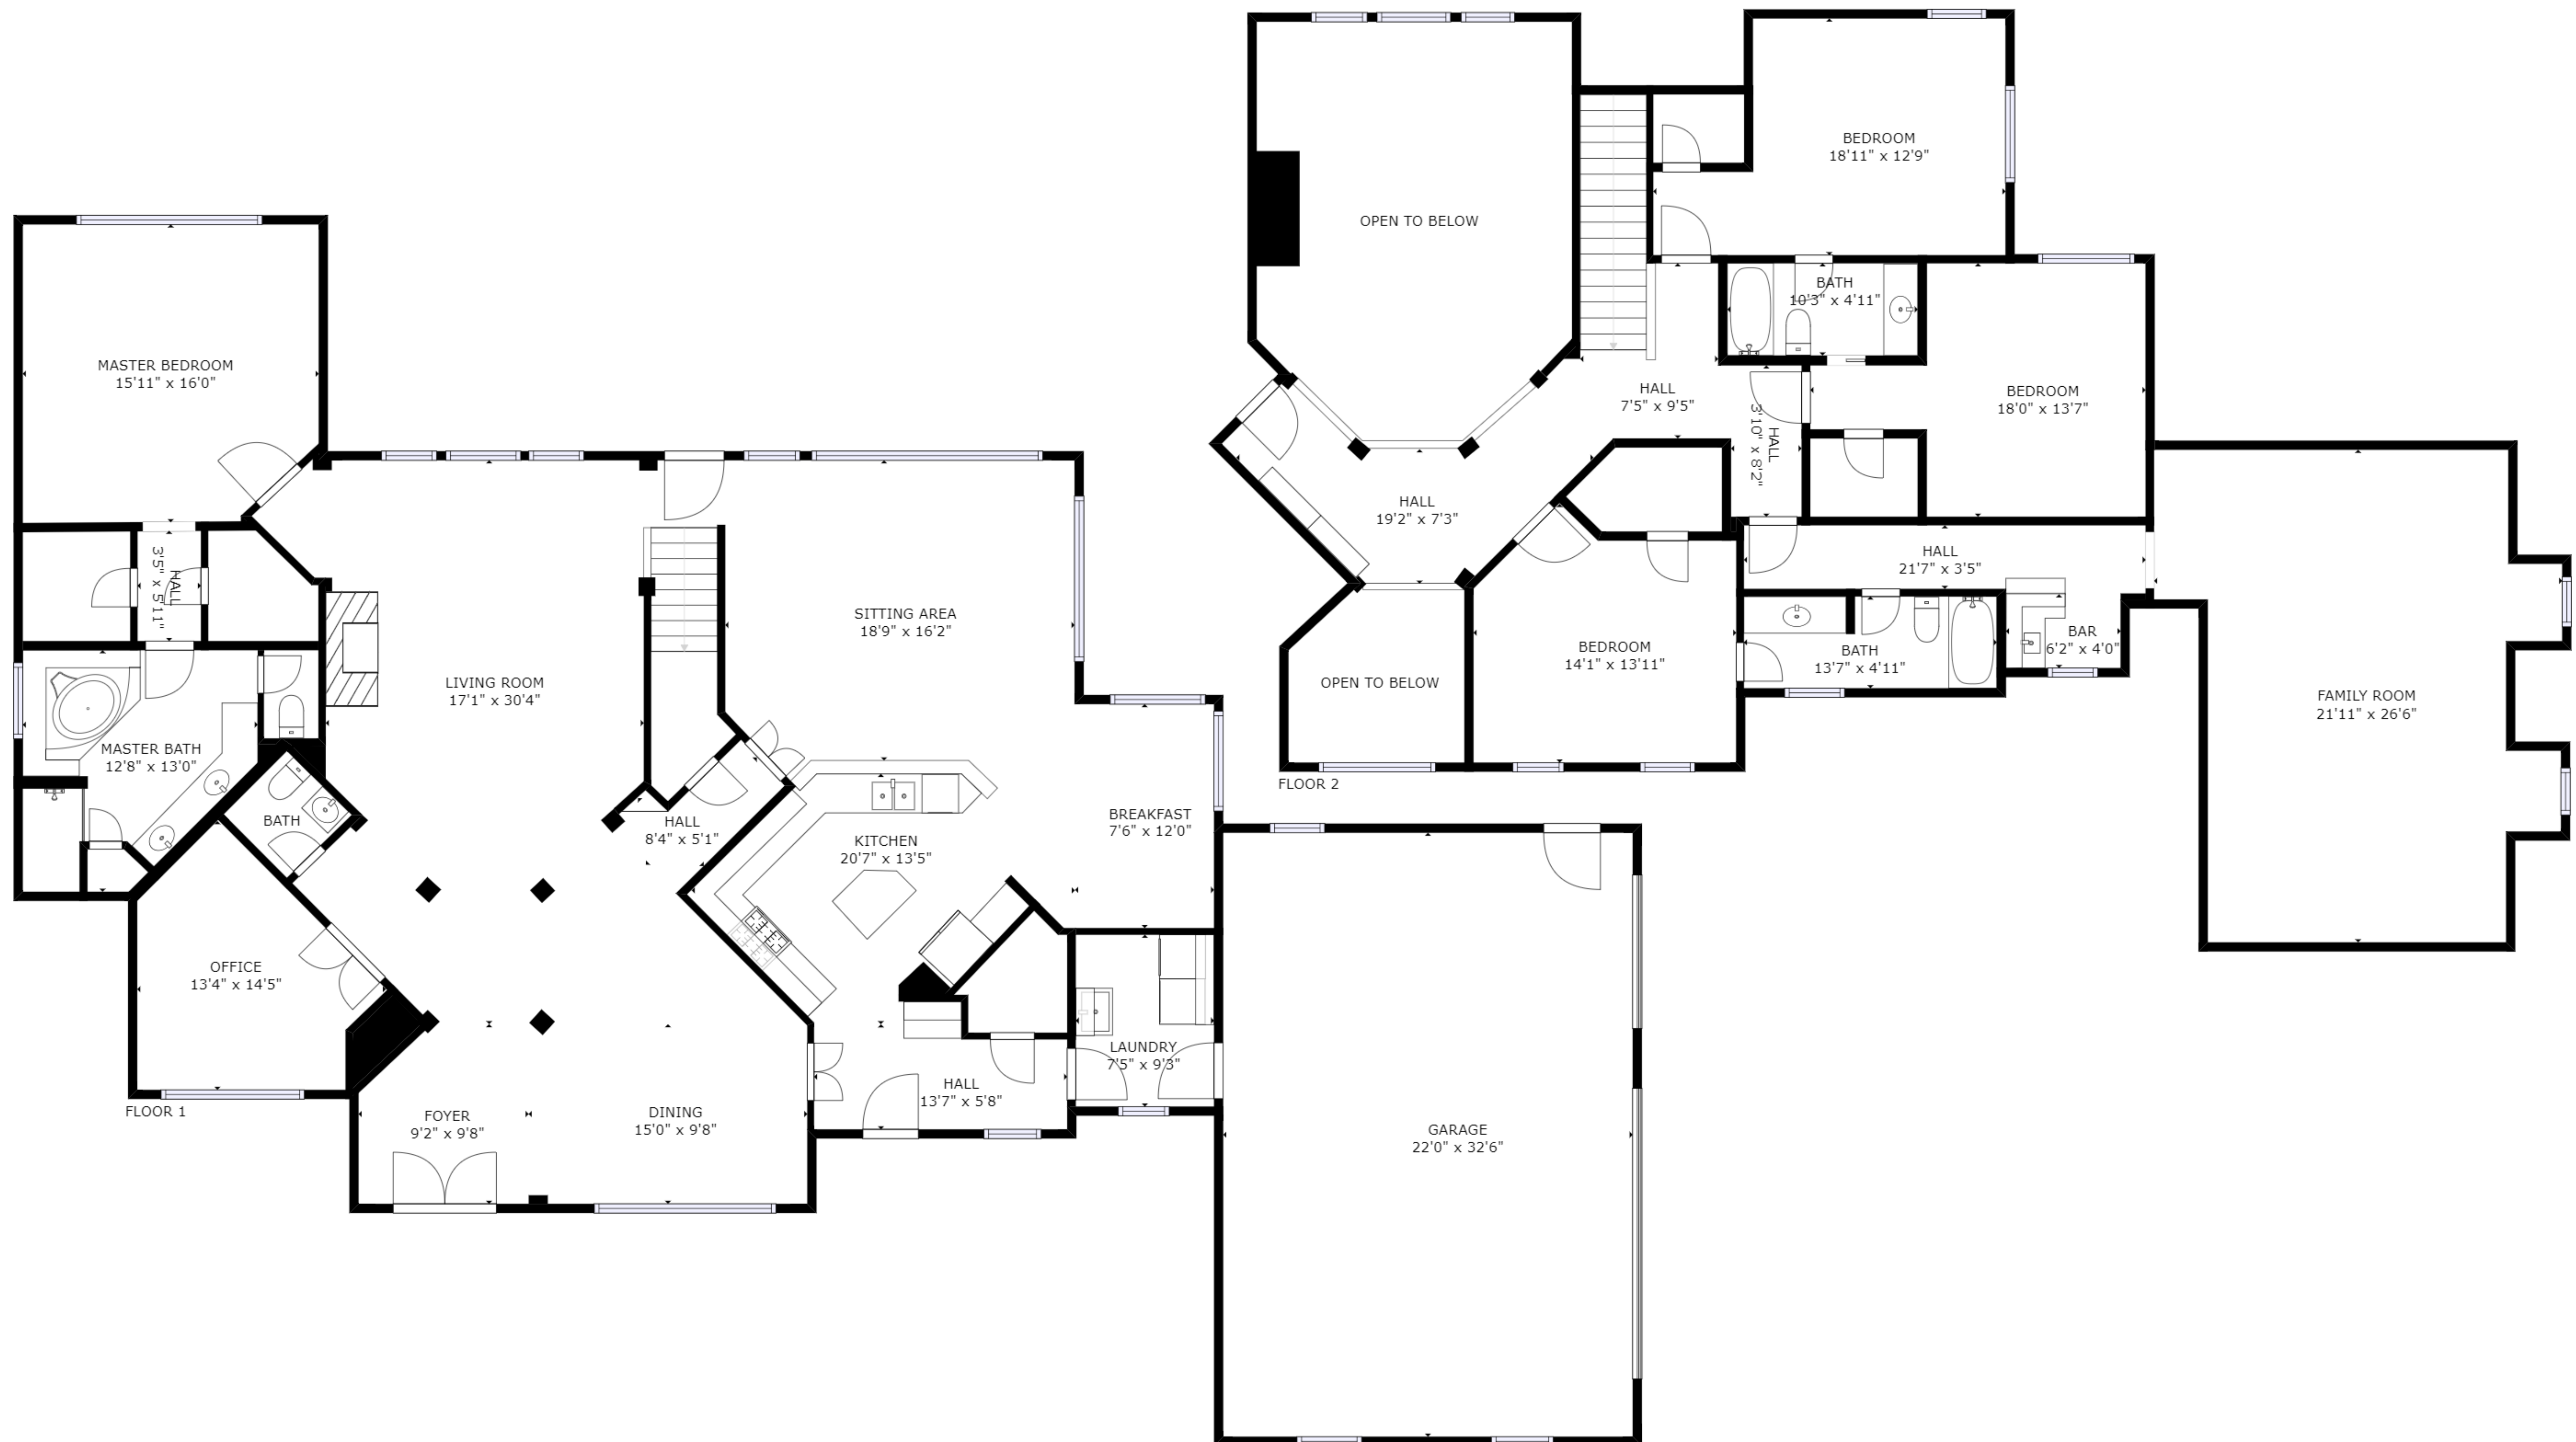 MASTER BEDROOM
15'11" x 16'0"
HALL
3'5" x 5'11"
MASTER BATH
12'8" x 13'0"
BATH
LIVING ROOM
17'1" x 30'4"
SITTING AREA
18'9" x 16'2"
HALL
8'4" x 5'1"
KITCHEN
20'7" x 13'5"
BREAKFAST
7'6" x 12'0"
OFFICE
13'4" x 14'5"
FOYER
9'2" x 9'8"
DINING
15'0" x 9'8"
HALL
13'7" x 5'8"
LAUNDRY
7'5" x 9'3"
GARAGE
22'0" x 32'6"
FLOOR 1
OPEN TO BELOW
BEDROOM
18'11" x 12'9"
BATH
10'3" x 4'11"
HALL
7'5" x 9'5"
HALL
3'10" x 8'2"
BEDROOM
18'0" x 13'7"
HALL
19'2" x 7'3"
HALL
21'7" x 3'5"
BEDROOM
14'1" x 13'11"
BATH
13'7" x 4'11"
BAR
6'2" x 4'0"
OPEN TO BELOW
FAMILY ROOM
21'11" x 26'6"
FLOOR 2